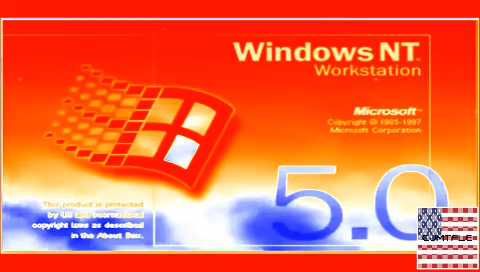 Windows NT
Workstation
Microsoft
Copyright © 1985-1997
Microsoft Corporation
5.0
This product is protected
by US and international
copyright laws as described
in the About Box.